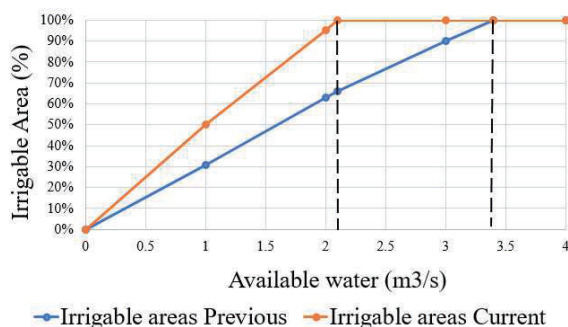 100%
90%
80%
70%
60%
50%
40%
30%
20%
10%
0%
Irrigable Area (%)
0 0.5 1 1.5 2 2.5 3 3.5 4
Available water (m3/s)
Irrigable areas Previous Irrigable areas Current